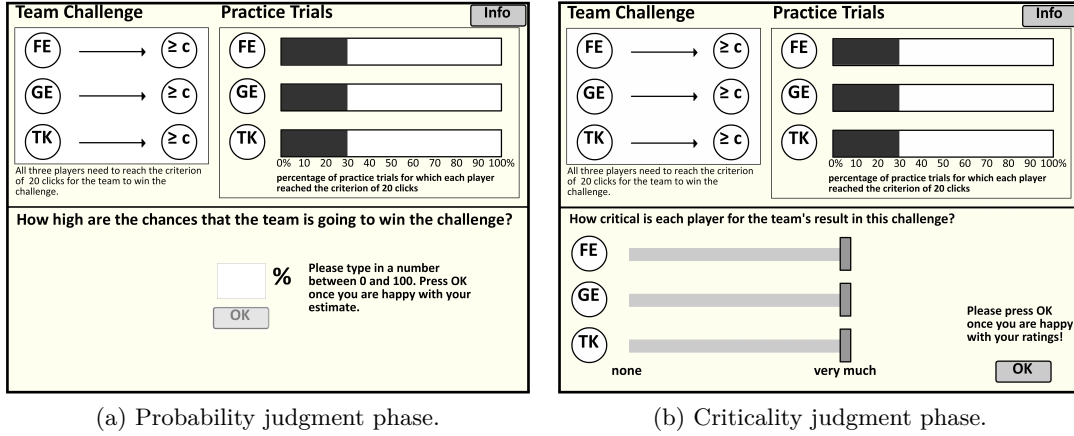 Team Challenge
Practice Trials
Info
FE
≥ c
GE
≥ c
TK
≥ c
All three players need to reach the criterion
of 20 clicks for the team to win the
challenge.
FE
GE
TK
0% 10 20 30 40 50 60 70 80 90 100%
percentage of practice trials for which each player
reached the criterion of 20 clicks
How high are the chances that the team is going to win the challenge?
%
Please type in a number
between 0 and 100. Press OK
once you are happy with your
estimate.
OK
(a) Probability judgment phase.
Team Challenge
Practice Trials
Info
FE
≥ c
GE
≥ c
TK
≥ c
All three players need to reach the criterion
of 20 clicks for the team to win the
challenge.
FE
GE
TK
0% 10 20 30 40 50 60 70 80 90 100%
percentage of practice trials for which each player
reached the criterion of 20 clicks
How critical is each player for the team's result in this challenge?
FE
GE
TK
none very much
Please press OK
once you are happy
with your ratings!
OK
(b) Criticality judgment phase.